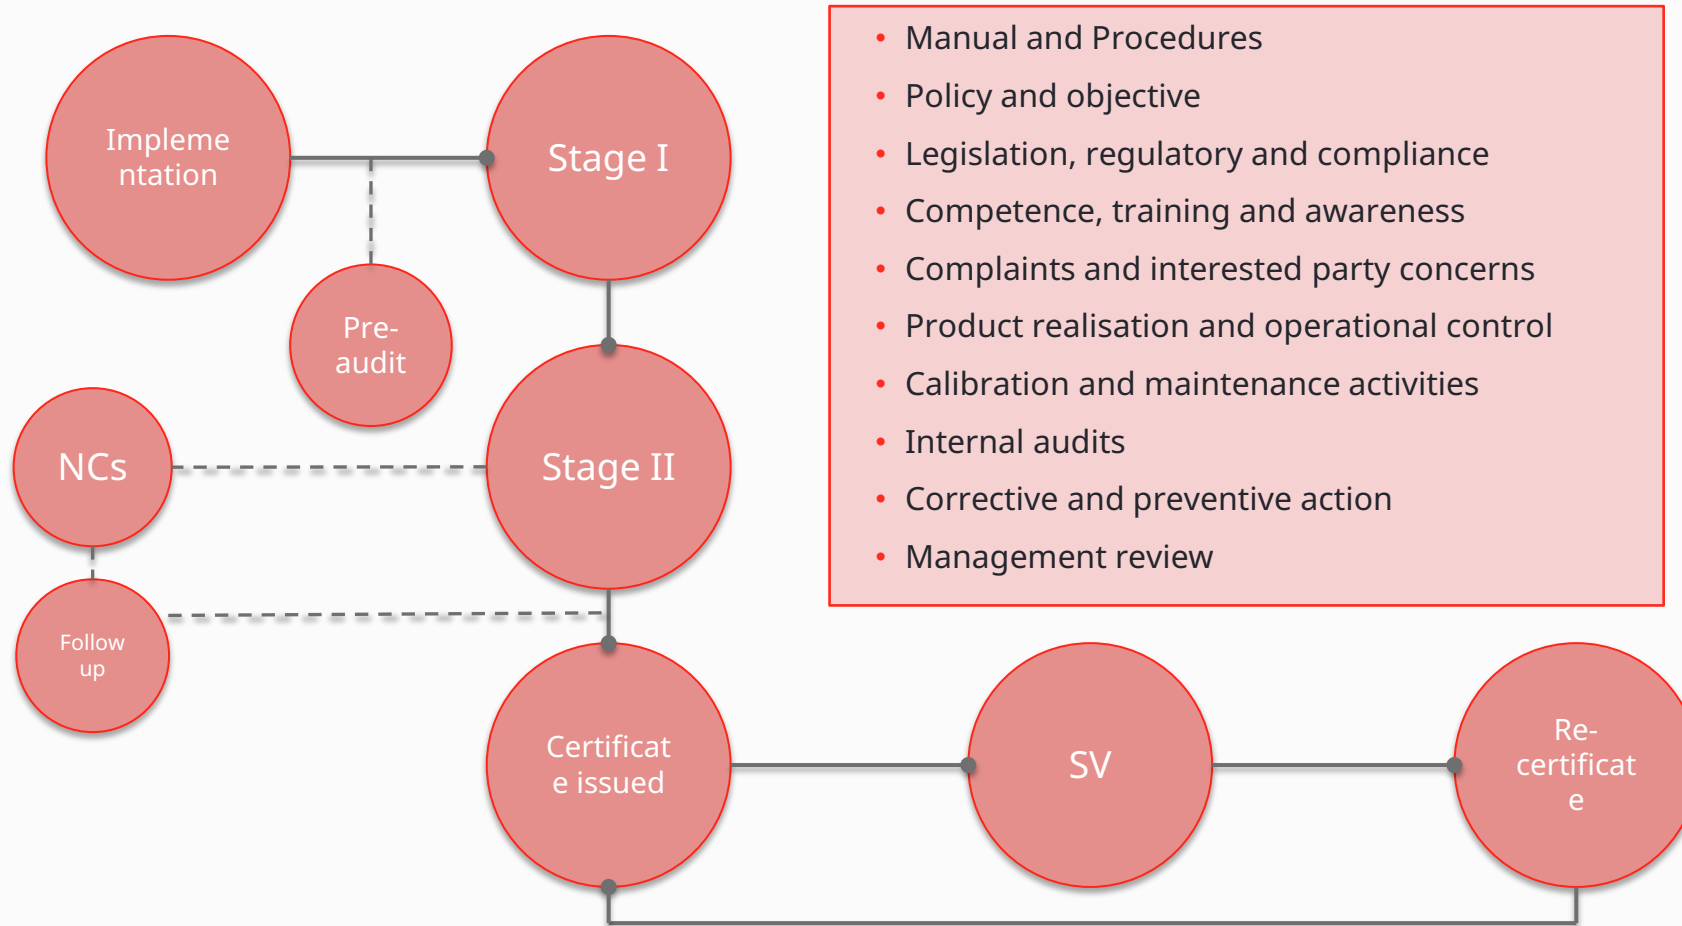 Impleme
ntation
Stage I
Pre-
audit
NCs
Stage II
Follow
up
Certificat
e issued
SV
Re-
certificat
e
• Manual and Procedures
• Policy and objective
• Legislation, regulatory and compliance
• Competence, training and awareness
• Complaints and interested party concerns
• Product realisation and operational control
• Calibration and maintenance activities
• Internal audits
• Corrective and preventive action
• Management review